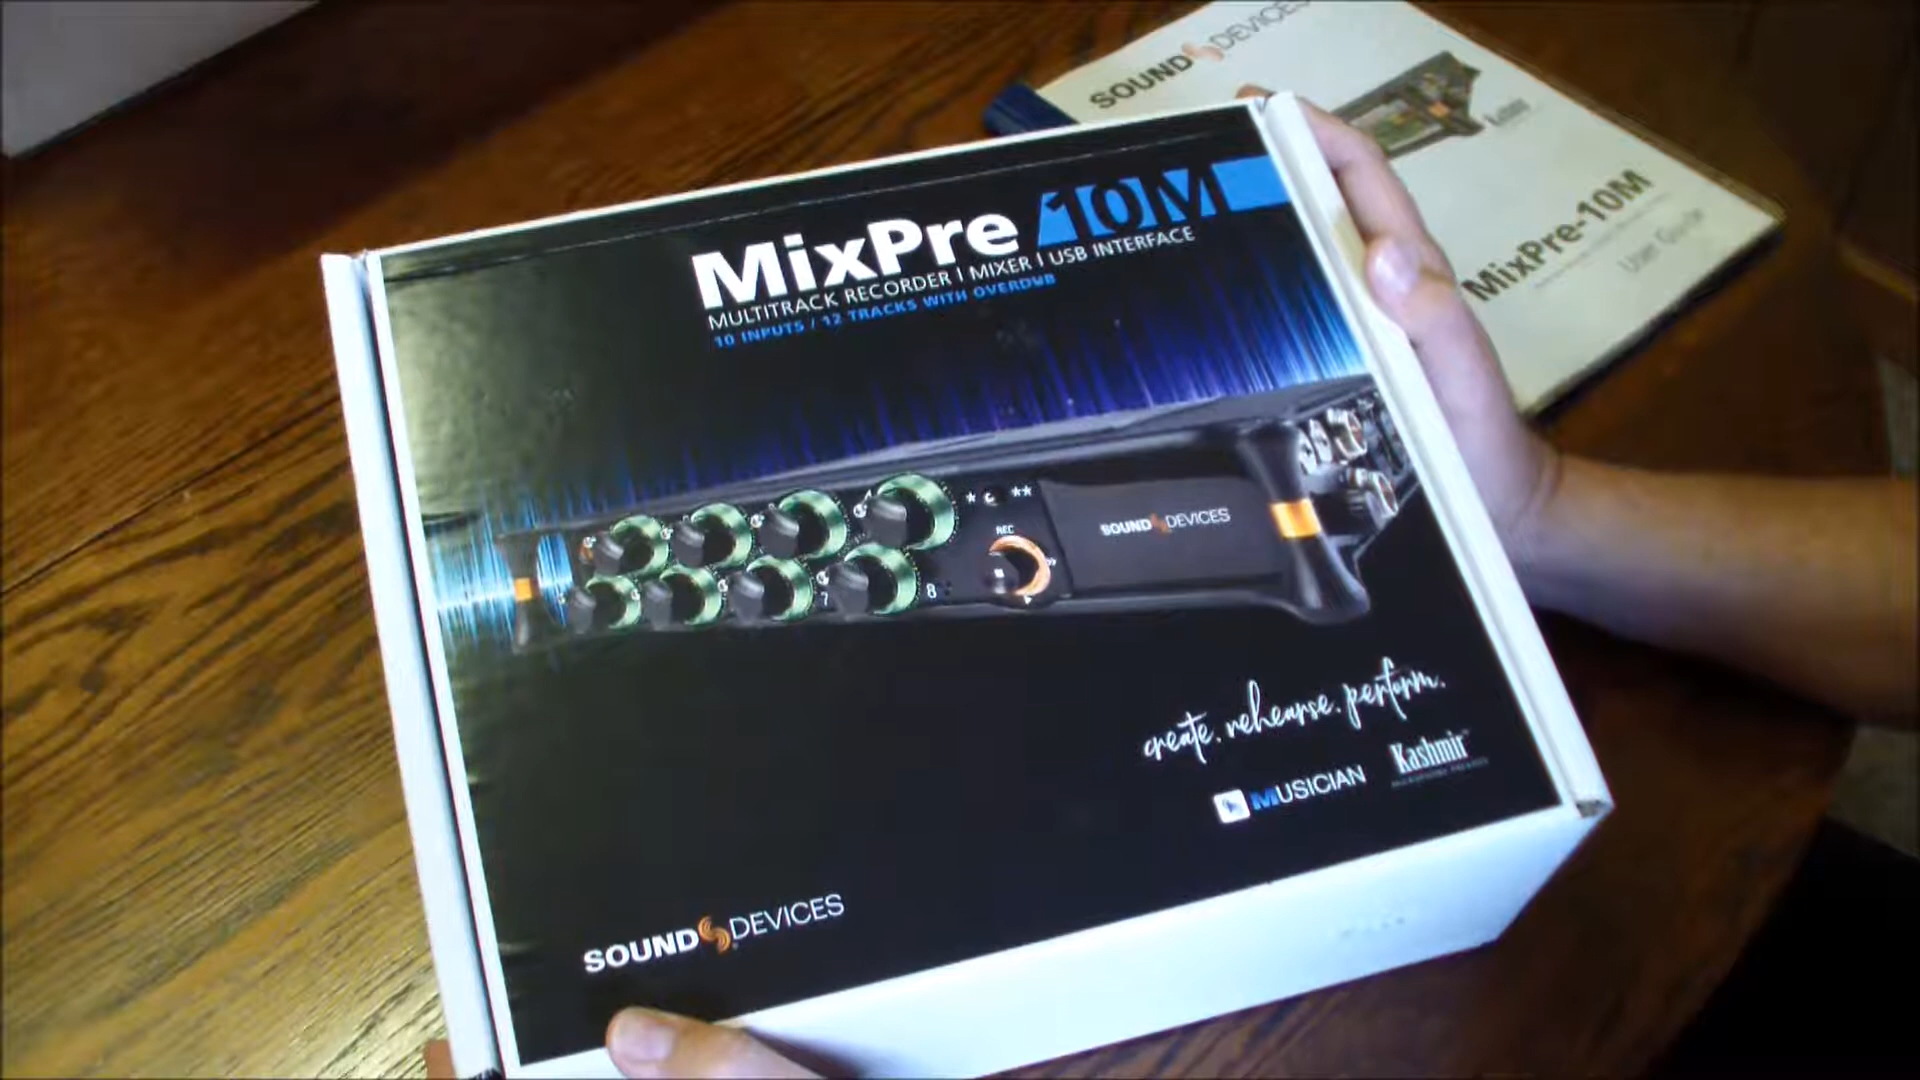 SOUND DEVICES
MixPre-10M
User Guide
MixPre 10M
MULTITRACK RECORDER | MIXER | USB INTERFACE
10 INPUTS / 12 TRACKS WITH OVERDUB
* **
REC
SOUND DEVICES
7
8
create. rehearse. perform.
MUSICIAN
Kashmir
SOUND DEVICES